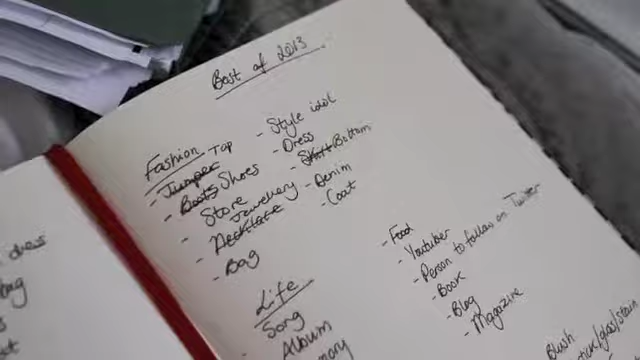 Best of 2013
Fashion
- Jumper Top
- Boots Shoes
- Store
- Necklace Jewellery
- Bag
- Style idol
- Dress
- Skirt Bottom
- Denim
- Coat
Life
- Song
- Album
- Food
- Youtuber
- Person to follow on Twitter
- Book
- Blog
- Magazine
Blush